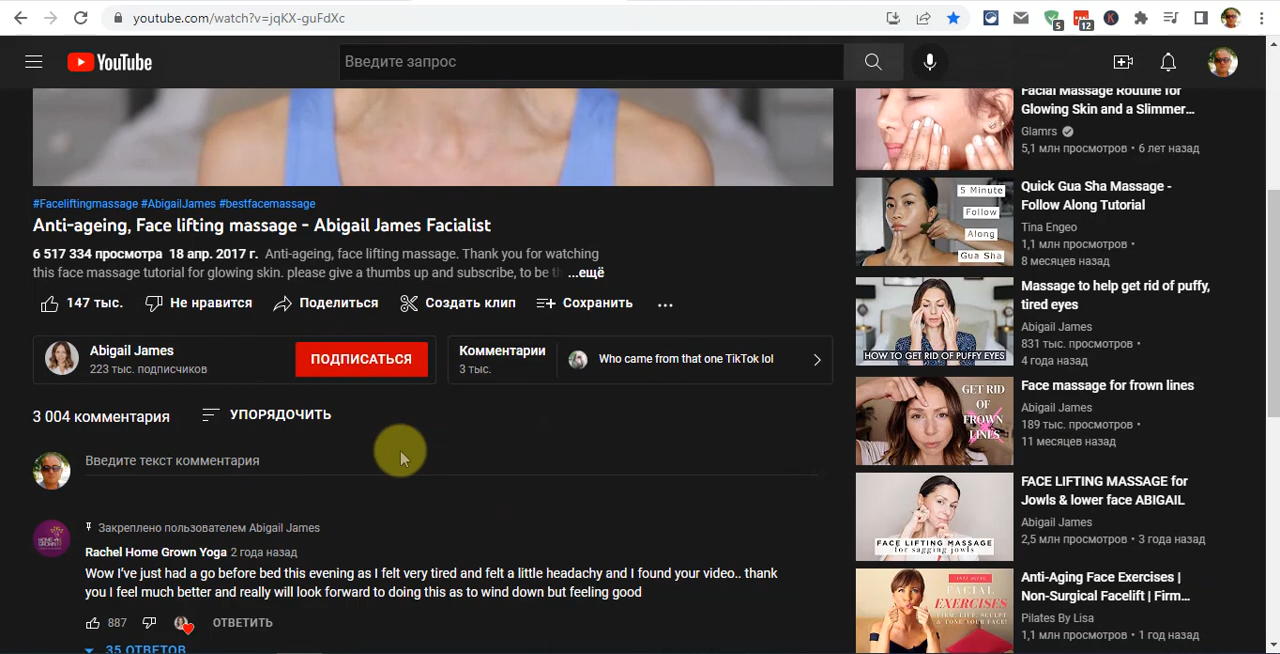 youtube.com/watch?v=jqKX-guFdXc
5
12
K
YouTube
Введите запрос
#Faceliftingmassage #AbigailJames #bestfacemassage
Anti-ageing, Face lifting massage - Abigail James Facialist
6 517 334 просмотра 18 апр. 2017 г. Anti-ageing, face lifting massage. Thank you for watching
this face massage tutorial for glowing skin. please give a thumbs up and subscribe, to be th ...ещё
147 тыс. Не нравится Поделиться Создать клип Сохранить ...
Abigail James
223 тыс. подписчиков
ПОДПИСАТЬСЯ
Комментарии
3 тыс.
Who came from that one TikTok lol
3 004 комментария УПОРЯДОЧИТЬ
Введите текст комментария
Закреплено пользователем Abigail James
Rachel Home Grown Yoga 2 года назад
Wow I've just had a go before bed this evening as I felt very tired and felt a little headachy and I found your video.. thank
you I feel much better and really will look forward to doing this as to wind down but feeling good
887 ОТВЕТИТЬ
35 ОТВЕТОВ
Facial Massage Routine for
Glowing Skin and a Slimmer...
Glamrs
5,1 млн просмотров • 6 лет назад
5 Minute
Follow
Along
Gua Sha
Quick Gua Sha Massage -
Follow Along Tutorial
Tina Engeo
1,1 млн просмотров •
8 месяцев назад
HOW TO GET RID OF PUFFY EYES
Massage to help get rid of puffy,
tired eyes
Abigail James
831 тыс. просмотров •
4 года назад
GET RID
OF
FROWN
LINES
Face massage for frown lines
Abigail James
189 тыс. просмотров •
11 месяцев назад
FACE LIFTING MASSAGE
for sagging jowls
FACE LIFTING MASSAGE for
Jowls & lower face ABIGAIL
Abigail James
2,5 млн просмотров • 3 года назад
FACIAL
EXERCISES
Anti-Aging Face Exercises |
Non-Surgical Facelift | Firm...
Pilates By Lisa
1,1 млн просмотров • 1 год назад